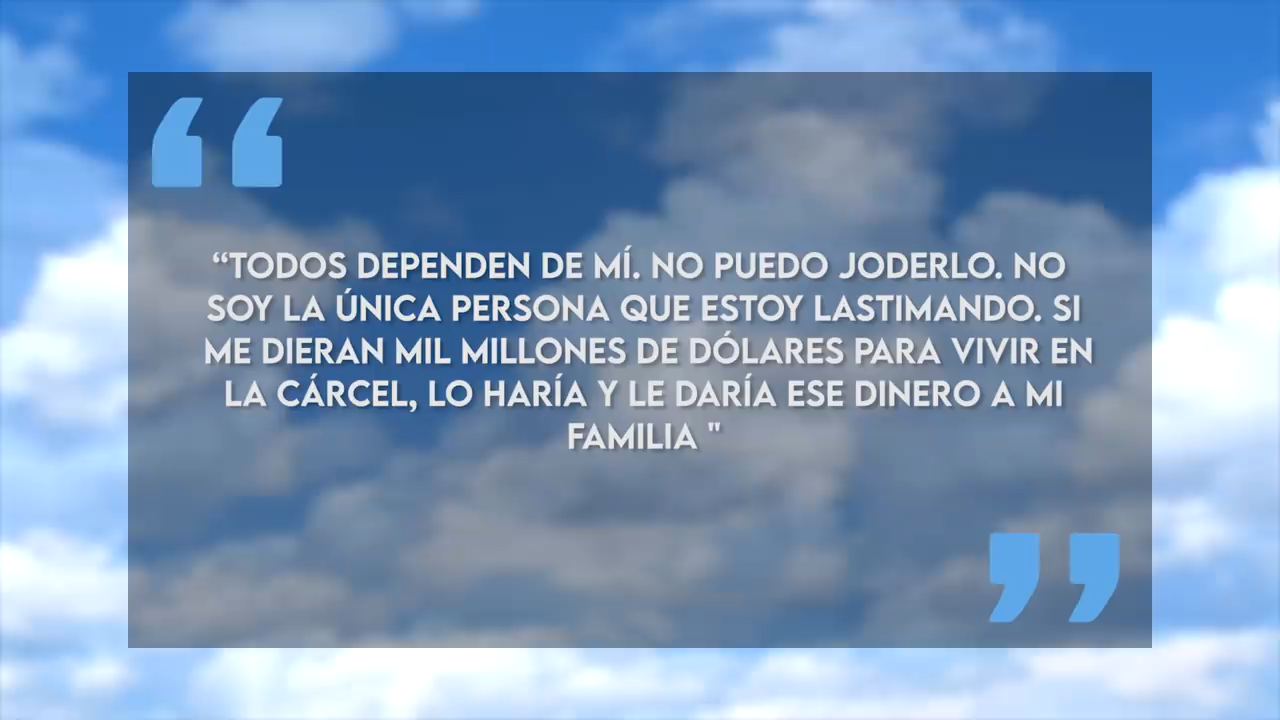 “TODOS DEPENDEN DE MÍ. NO PUEDO JODERLO. NO
SOY LA ÚNICA PERSONA QUE ESTOY LASTIMANDO. SI
ME DIERAN MIL MILLONES DE DÓLARES PARA VIVIR EN
LA CÁRCEL, LO HARÍA Y LE DARÍA ESE DINERO A MI
FAMILIA "